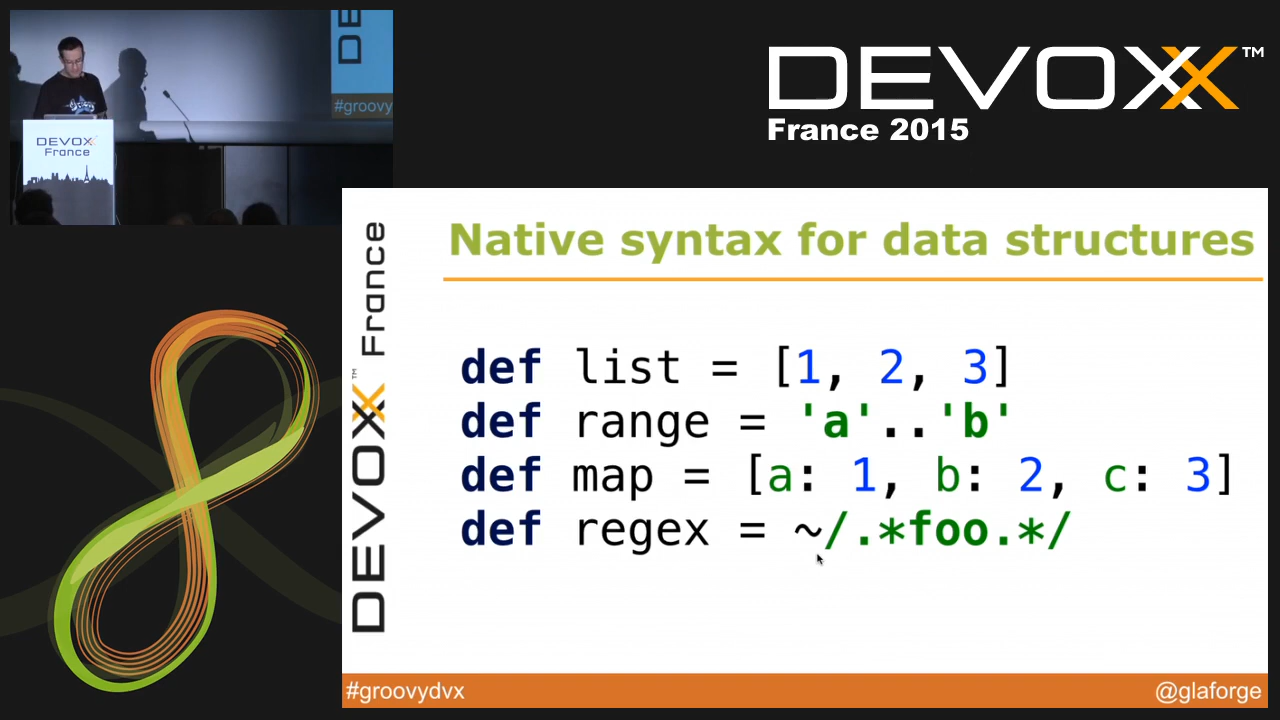 DE
#groovy
DEVOXX
France
DEVOXX™
France 2015
DEVOXX™ France
Native syntax for data structures
def list = [1, 2, 3]
def range = 'a'..'b'
def map = [a: 1, b: 2, c: 3]
def regex = ~/.*foo.*/
#groovydvx
@glaforge